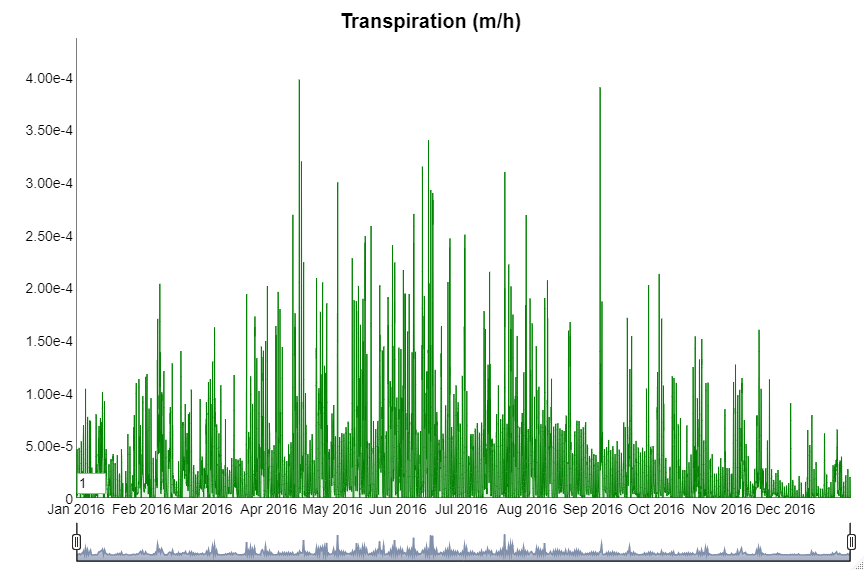 Transpiration (m/h)
4.00e-4
3.50e-4
3.00e-4
2.50e-4
2.00e-4
1.50e-4
1.00e-4
5.00e-5
1
0
Jan 2016 Feb 2016 Mar 2016 Apr 2016 May 2016 Jun 2016 Jul 2016 Aug 2016 Sep 2016 Oct 2016 Nov 2016 Dec 2016